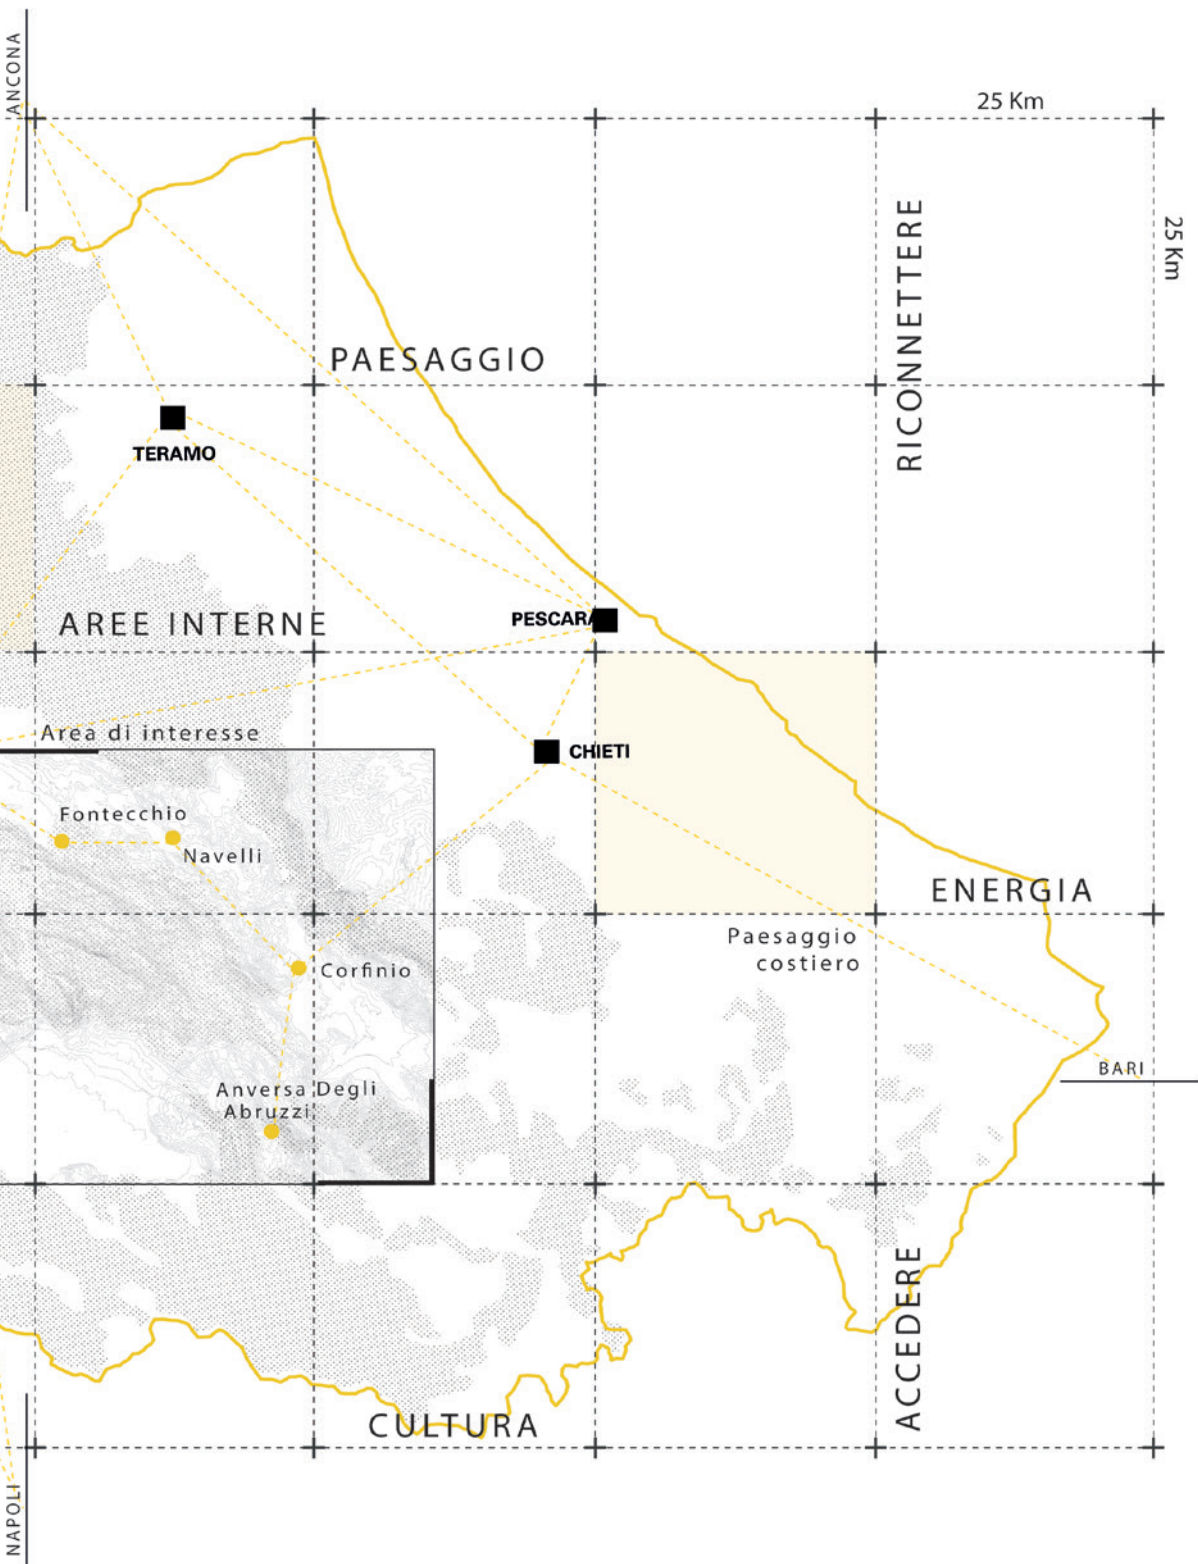 ANCONA
25 Km
25 Km
RICONNETTERE
PAESAGGIO
TERAMO
AREE INTERNE
PESCARA
Area di interesse
CHIETI
Fontecchio
Navelli
ENERGIA
Paesaggio
costiero
Corfinio
BARI
Anversa Degli
Abruzzi
ACCEDERE
CULTURA
NAPOLI